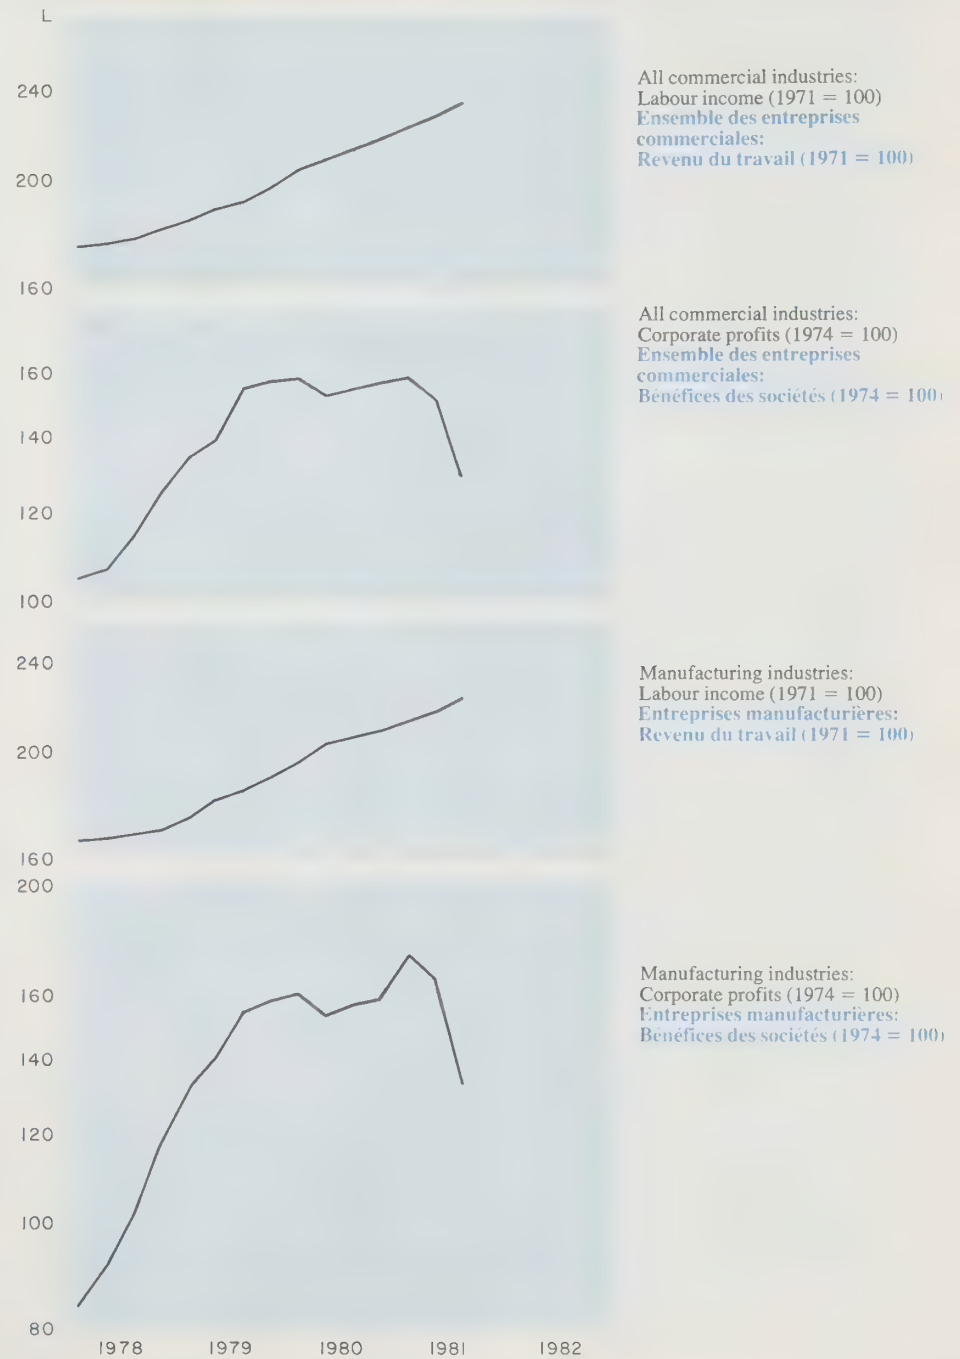 L
240
200
160
All commercial industries:
Labour income (1971 = 100)
Ensemble des entreprises
commerciales:
Revenu du travail (1971 = 100)
160
140
120
100
All commercial industries:
Corporate profits (1974 = 100)
Ensemble des entreprises
commerciales:
Bénéfices des sociétés (1974 = 100)
240
200
160
Manufacturing industries:
Labour income (1971 = 100)
Entreprises manufacturières:
Revenu du travail (1971 = 100)
200
160
140
120
100
80
Manufacturing industries:
Corporate profits (1974 = 100)
Entreprises manufacturières:
Bénéfices des sociétés (1974 = 100)
1978 1979 1980 1981 1982